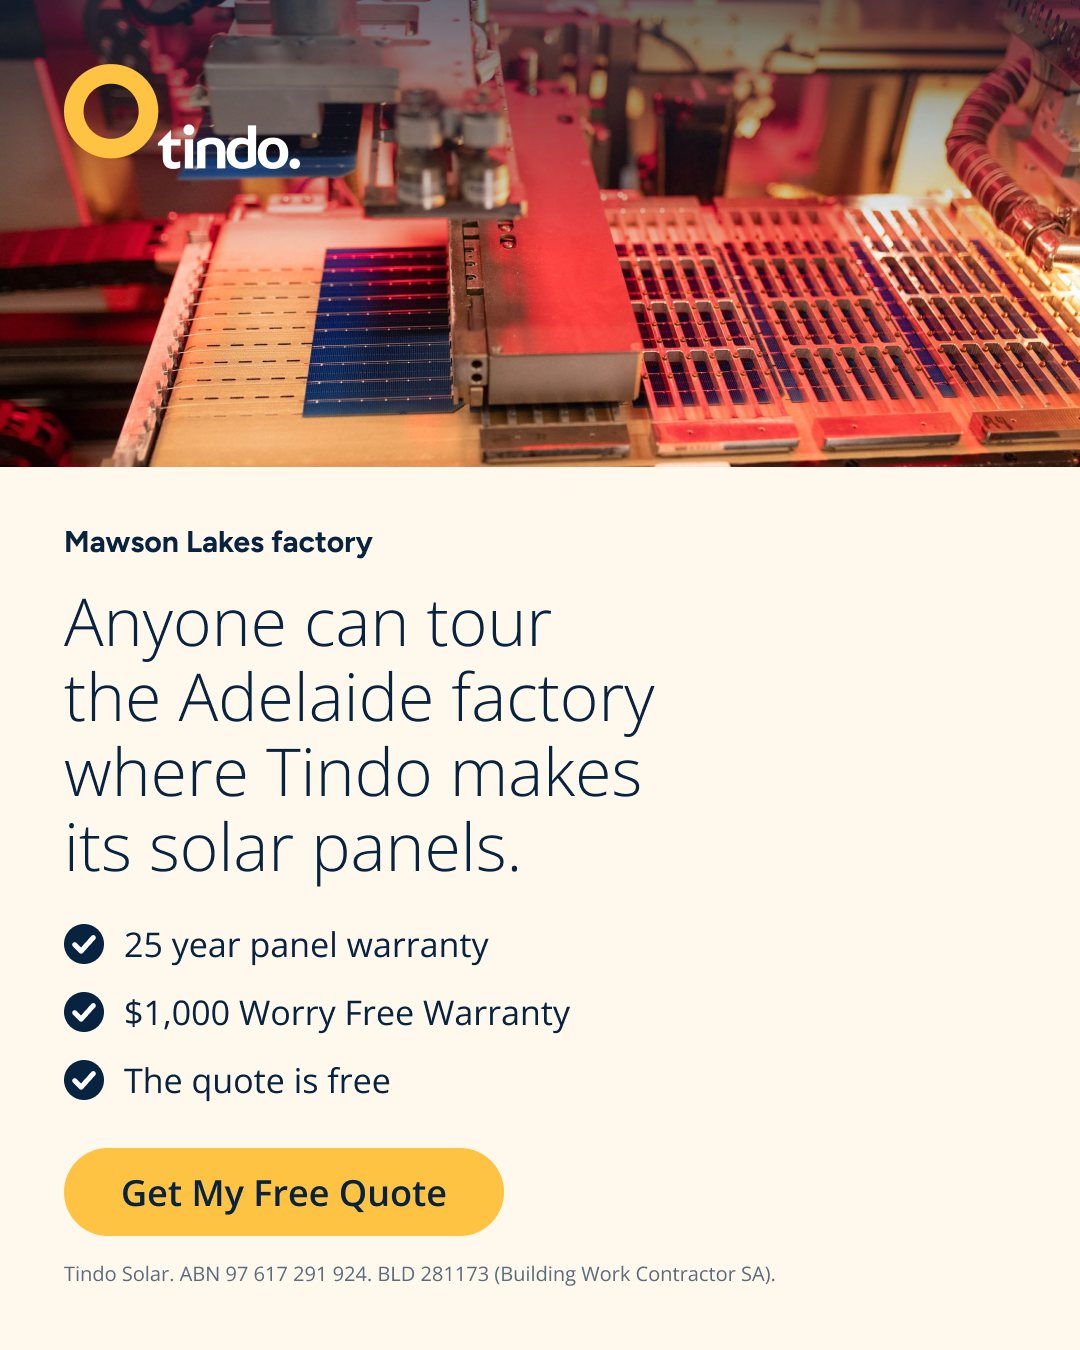 tindo.
Mawson Lakes factory
Anyone can tour
the Adelaide factory
where Tindo makes
its solar panels.
25 year panel warranty
$1,000 Worry Free Warranty
The quote is free
Get My Free Quote
Tindo Solar. ABN 97 617 291 924. BLD 281173 (Building Work Contractor SA).